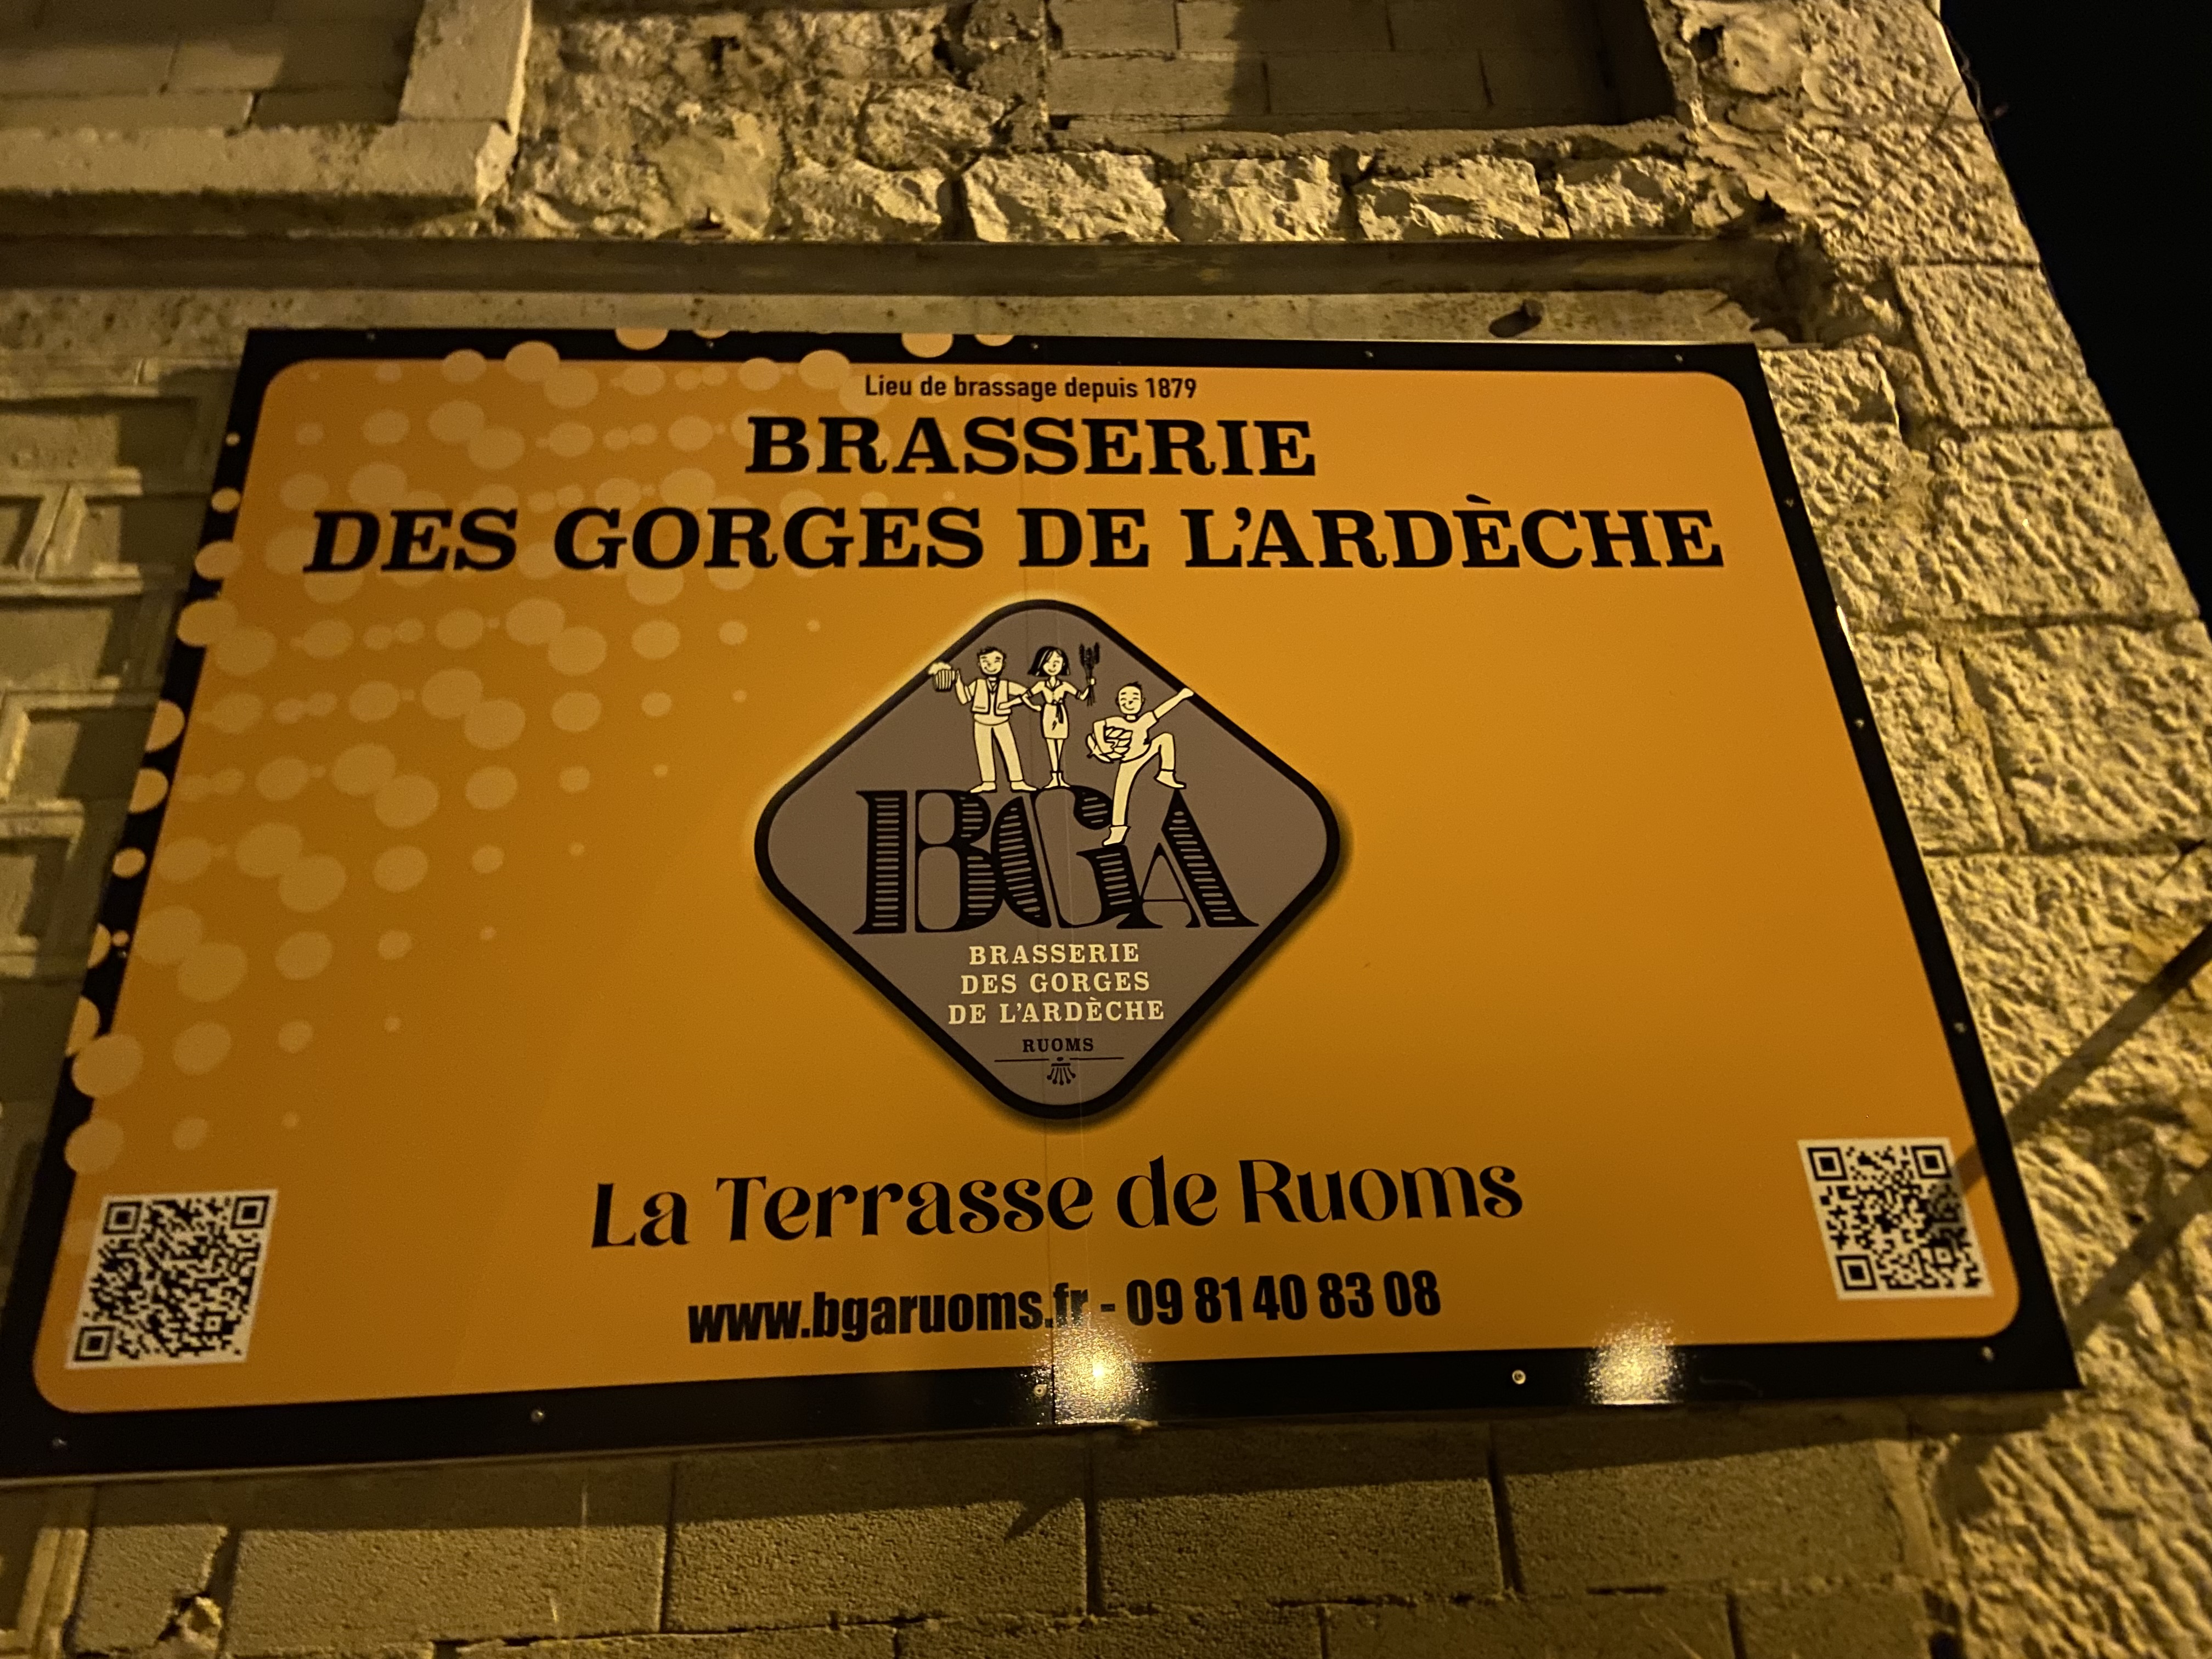 Lieu de brassage depuis 1879
BRASSERIE
DES GORGES DE L'ARDÈCHE
BGA
BRASSERIE
DES GORGES
DE L'ARDÈCHE
RUOMS
La Terrasse de Ruoms
www.bgaruoms.fr - 09 81 40 83 08